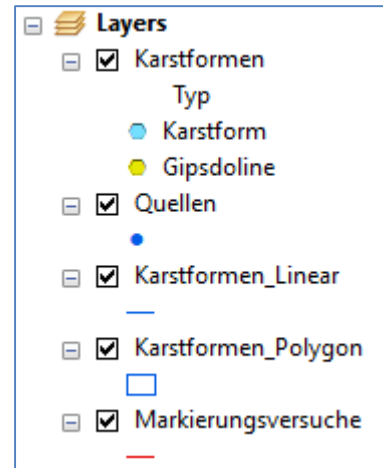 Layers
Karstformen
Typ
Karstform
Gipsdoline
Quellen
Karstformen_Linear
Karstformen_Polygon
Markierungsversuche